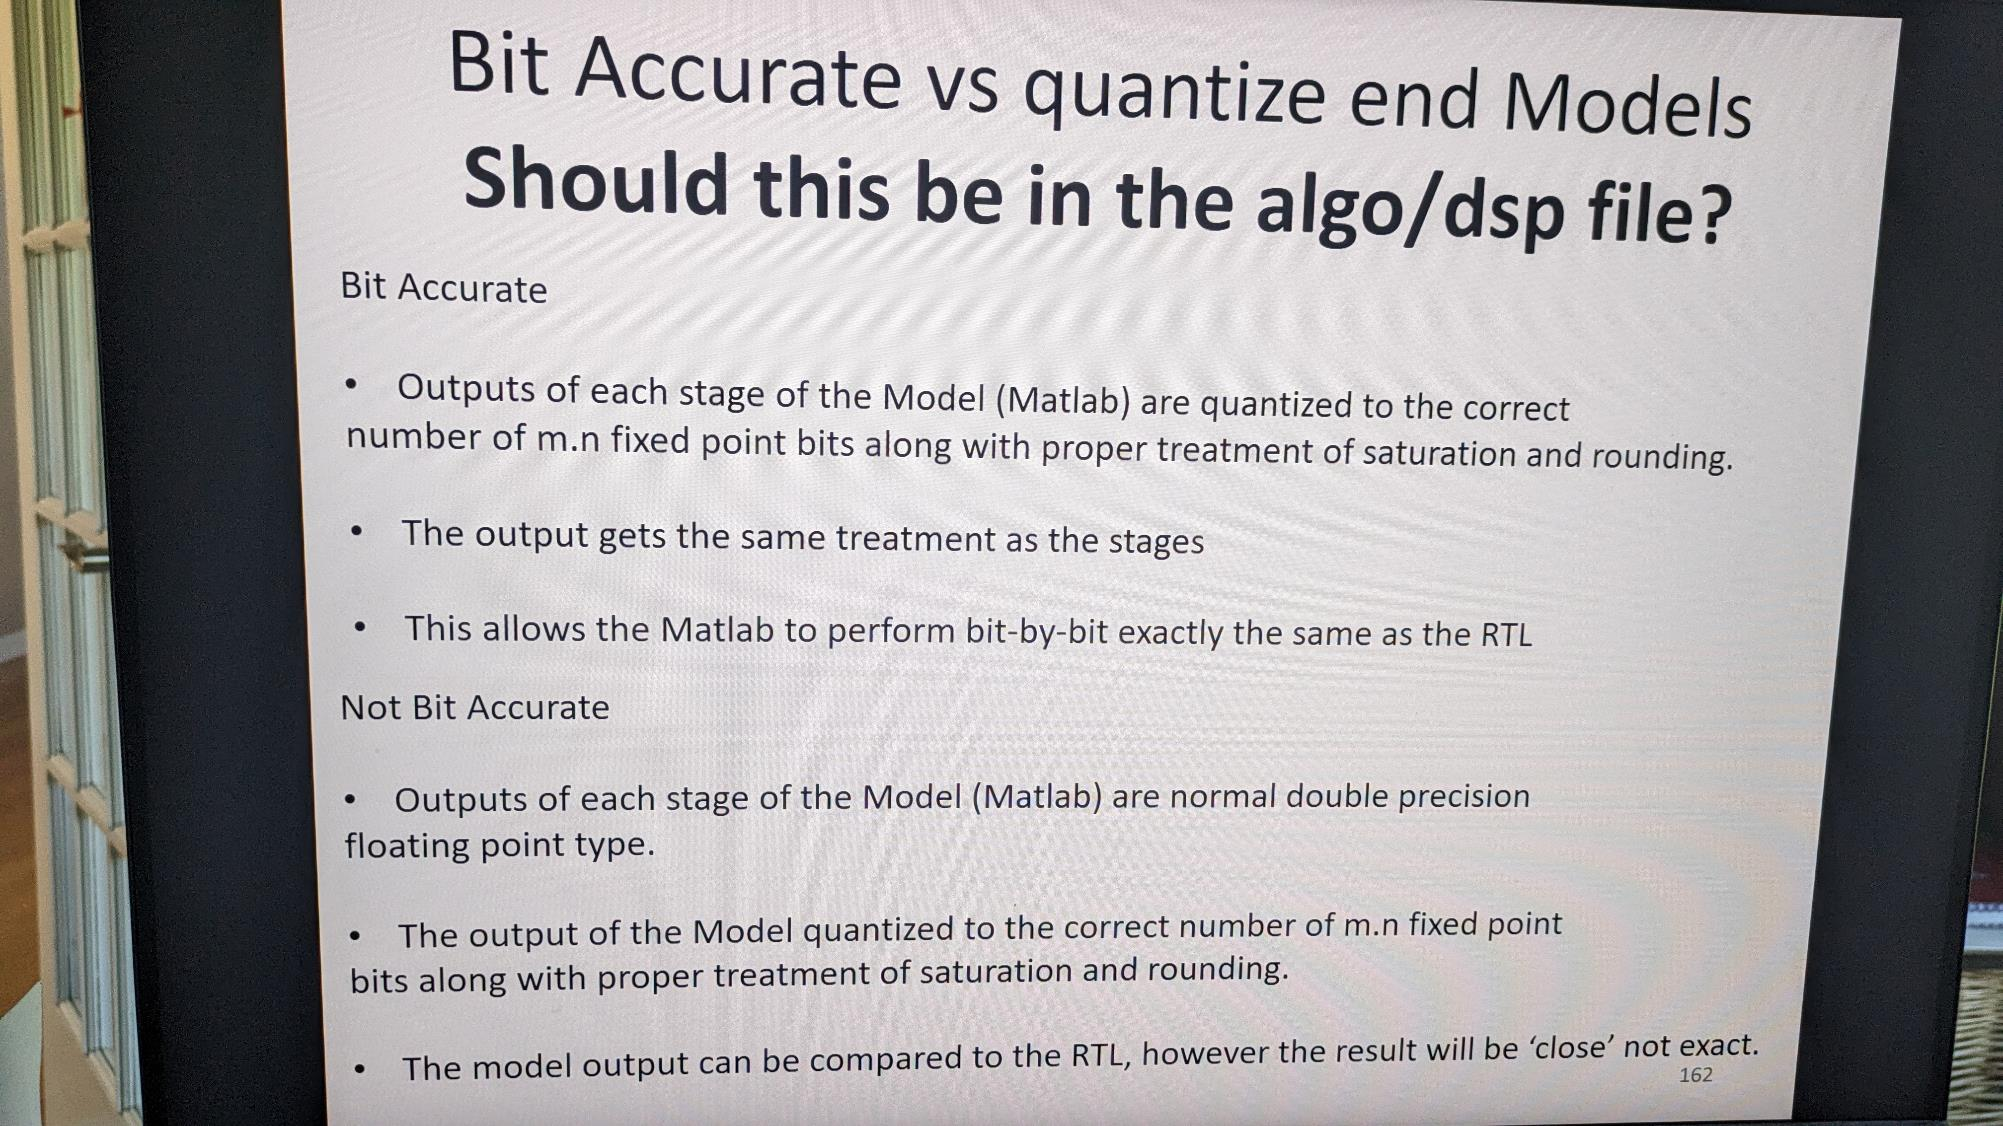 Bit Accurate vs quantize end Models
Should this be in the algo/dsp file?
Bit Accurate
• Outputs of each stage of the Model (Matlab) are quantized to the correct
number of m.n fixed point bits along with proper treatment of saturation and rounding.
• The output gets the same treatment as the stages
• This allows the Matlab to perform bit-by-bit exactly the same as the RTL
Not Bit Accurate
• Outputs of each stage of the Model (Matlab) are normal double precision
floating point type.
• The output of the Model quantized to the correct number of m.n fixed point
bits along with proper treatment of saturation and rounding.
• The model output can be compared to the RTL, however the result will be ‘close’ not exact.
162